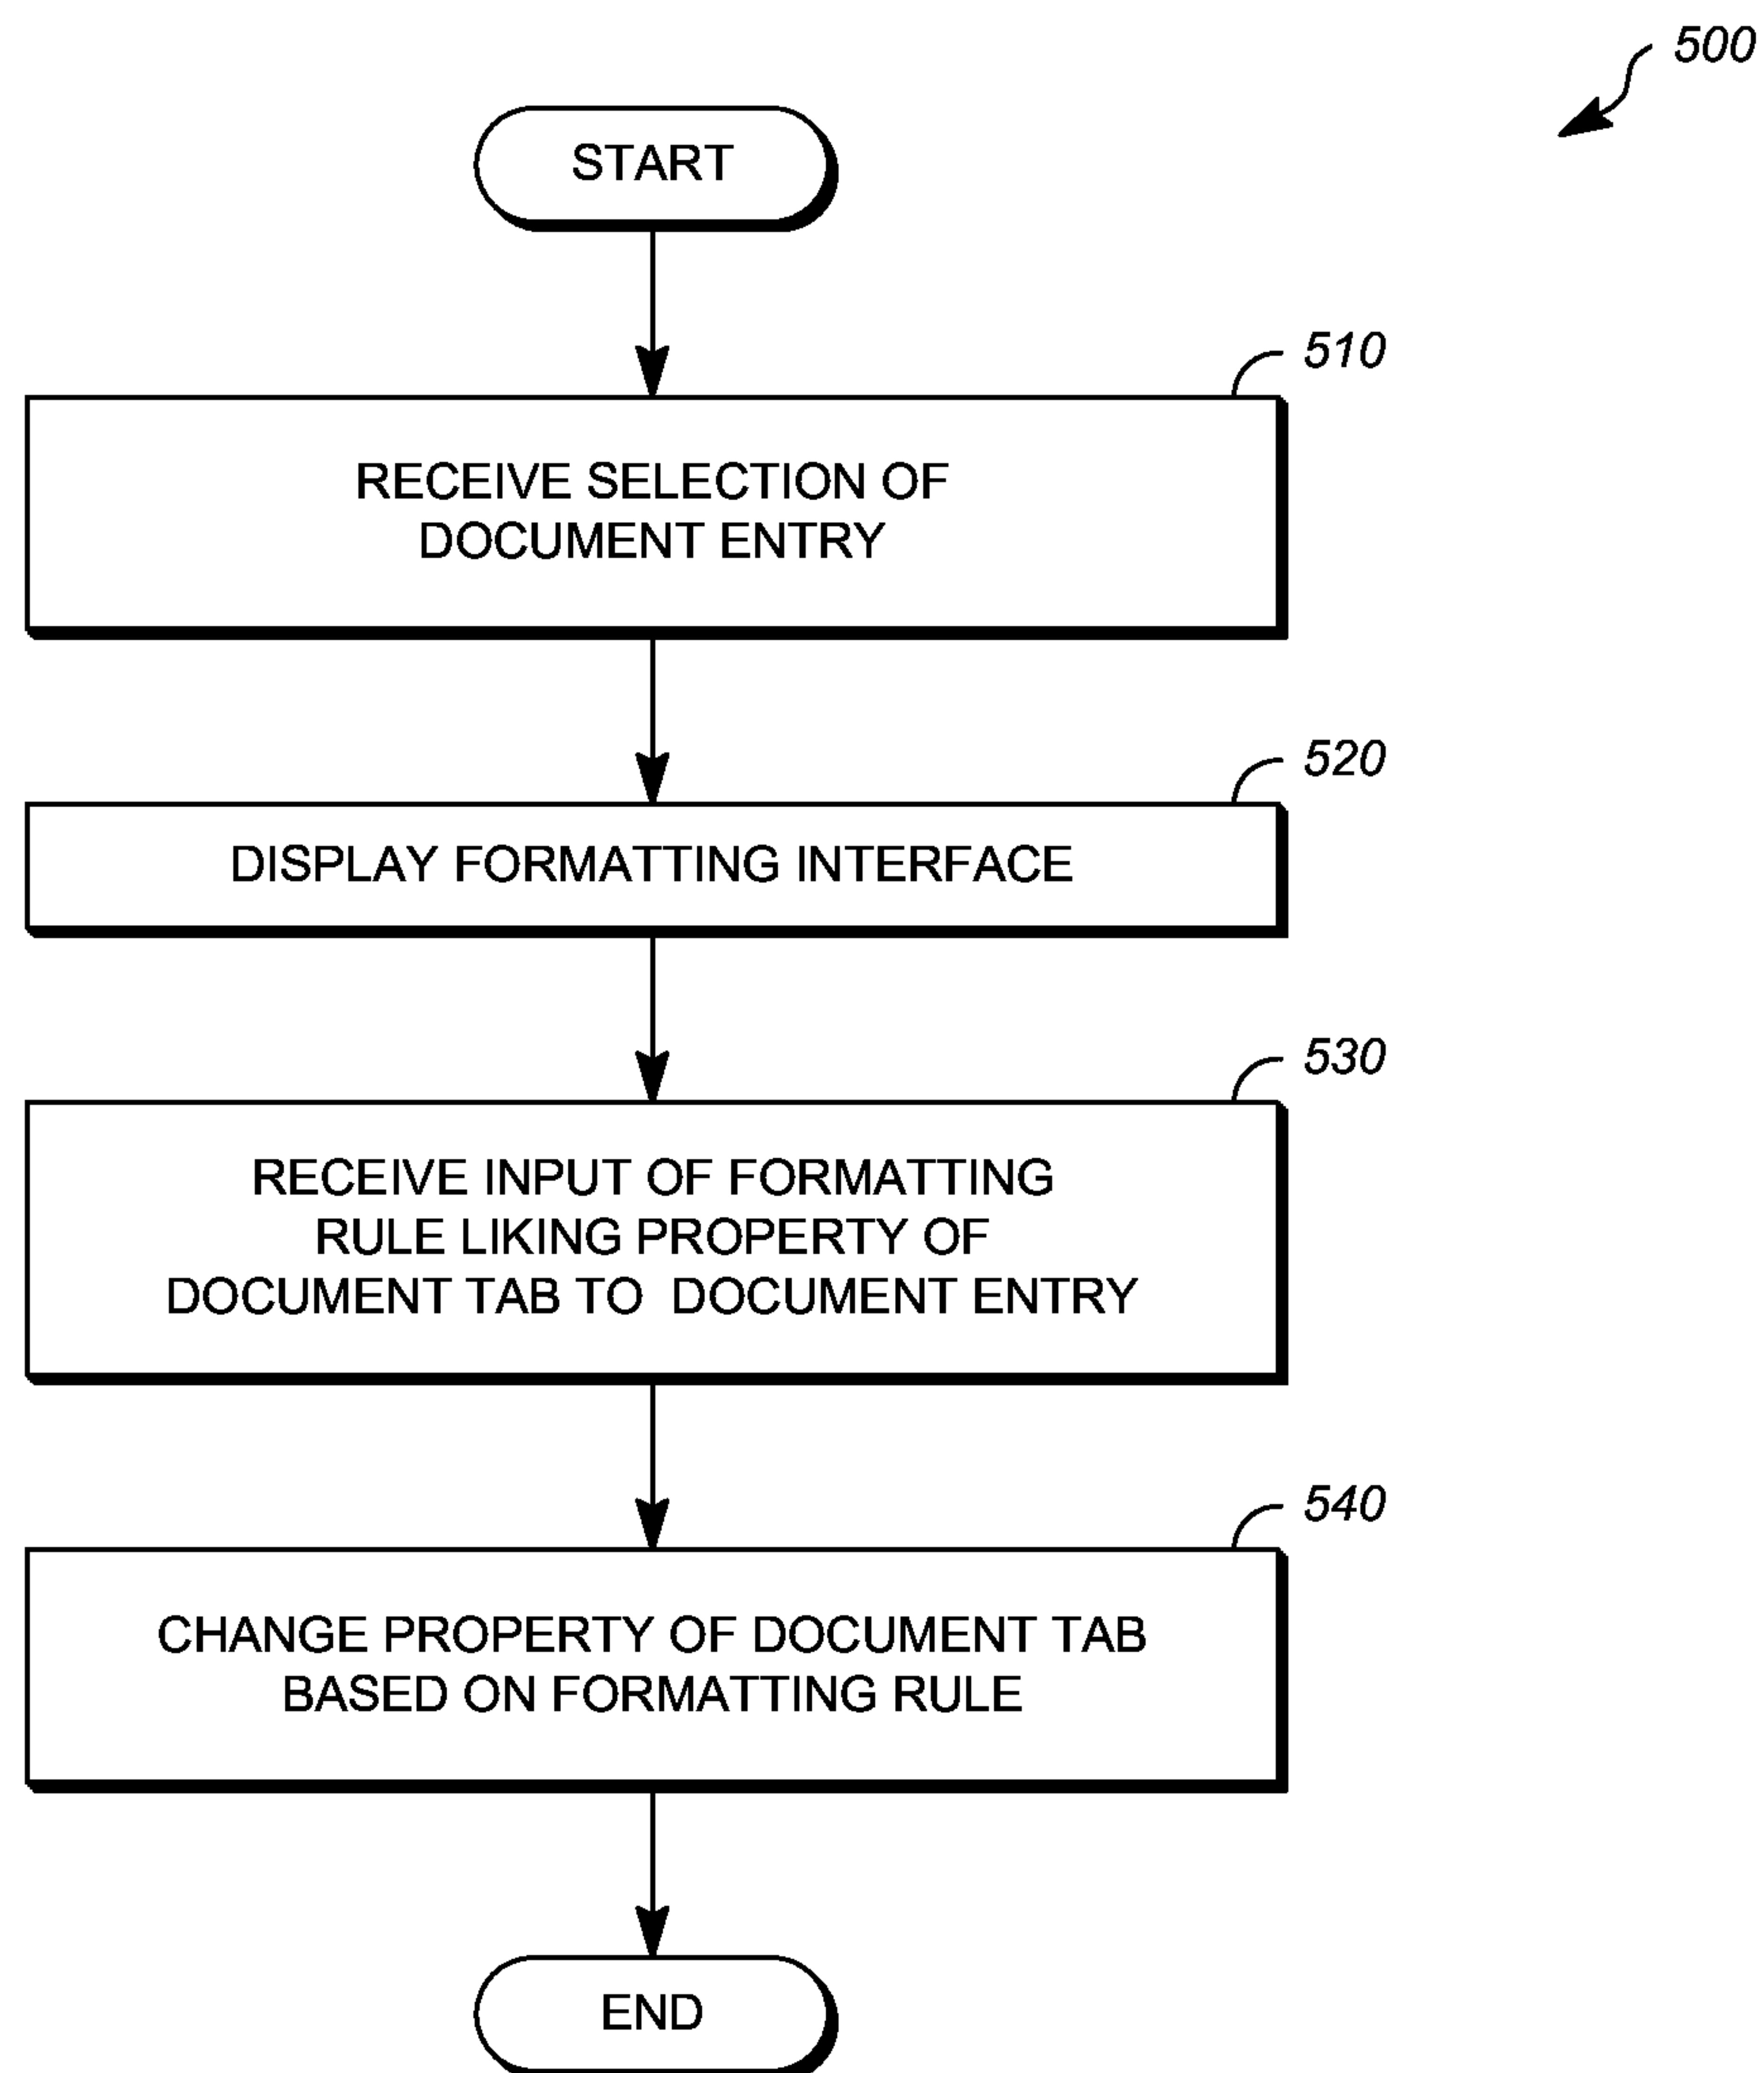 500
START
510
RECEIVE SELECTION OF
DOCUMENT ENTRY
520
DISPLAY FORMATTING INTERFACE
530
RECEIVE INPUT OF FORMATTING
RULE LIKING PROPERTY OF
DOCUMENT TAB TO DOCUMENT ENTRY
540
CHANGE PROPERTY OF DOCUMENT TAB
BASED ON FORMATTING RULE
END